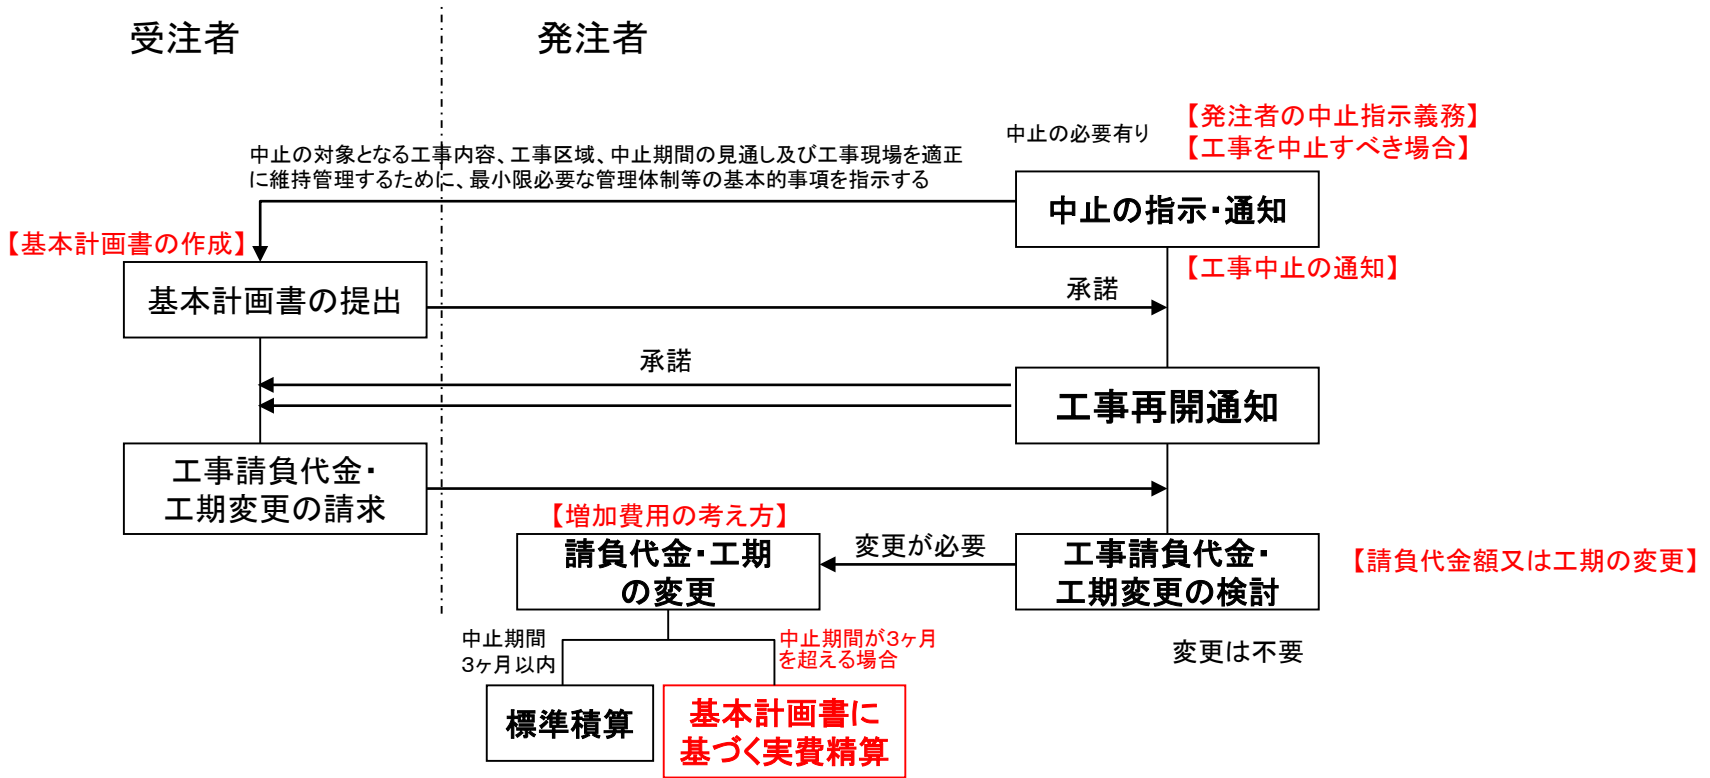 受注者
発注者
中止の必要有り
【発注者の中止指示義務】
【工事を中止すべき場合】
中止の対象となる工事内容、工事区域、中止期間の見通し及び工事現場を適正
に維持管理するために、最小限必要な管理体制等の基本的事項を指示する
中止の指示・通知
【基本計画書の作成】
【工事中止の通知】
基本計画書の提出
承諾
承諾
工事再開通知
工事請負代金・
工期変更の請求
【増加費用の考え方】
請負代金・工期
の変更
変更が必要
工事請負代金・
工期変更の検討
【請負代金額又は工期の変更】
中止期間
3ヶ月以内
中止期間が3ヶ月
を超える場合
変更は不要
標準積算
基本計画書に
基づく実費精算